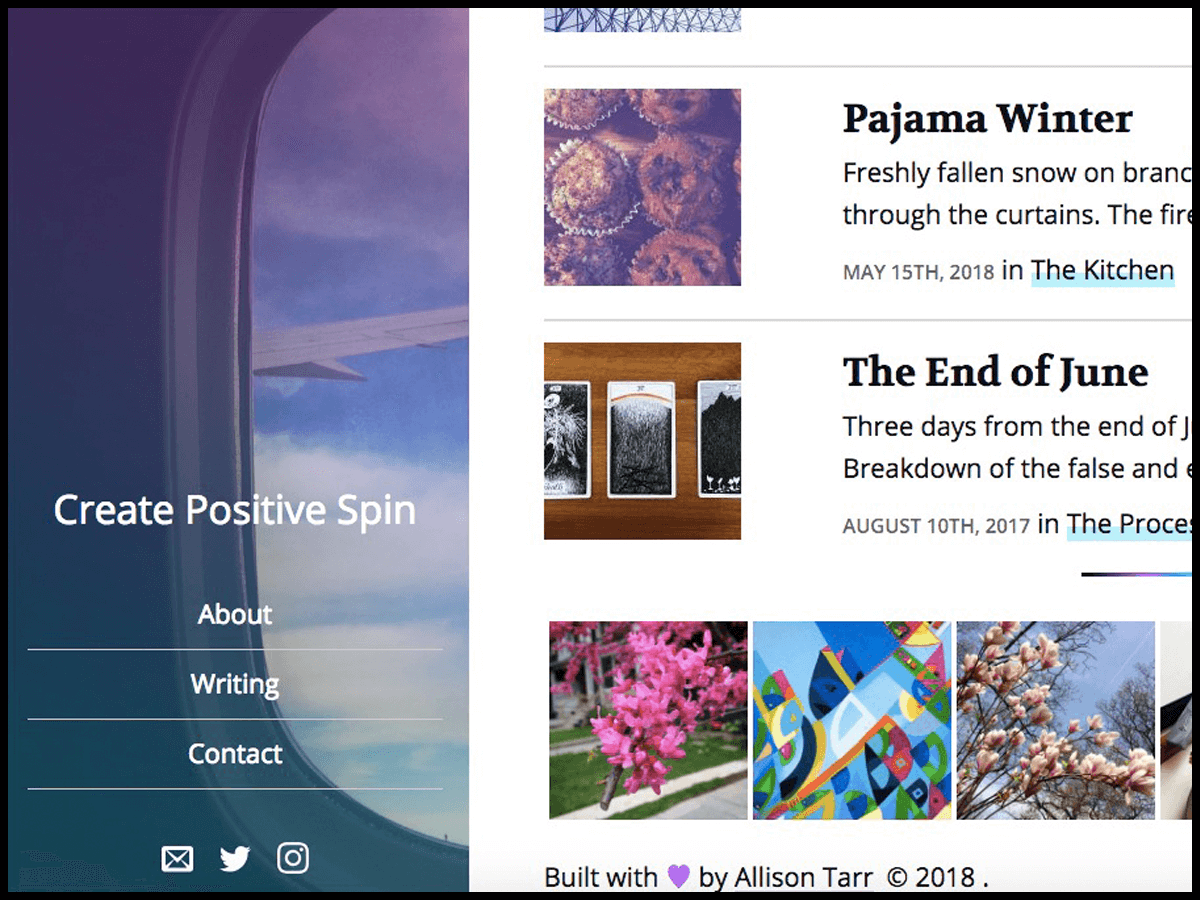 Create Positive Spin
About
Writing
Contact
Pajama Winter
Freshly fallen snow on branc
through the curtains. The fire
MAY 15TH, 2018 in The Kitchen
The End of June
Three days from the end of J
Breakdown of the false and e
AUGUST 10TH, 2017 in The Proces
Built with 💜 by Allison Tarr © 2018 .